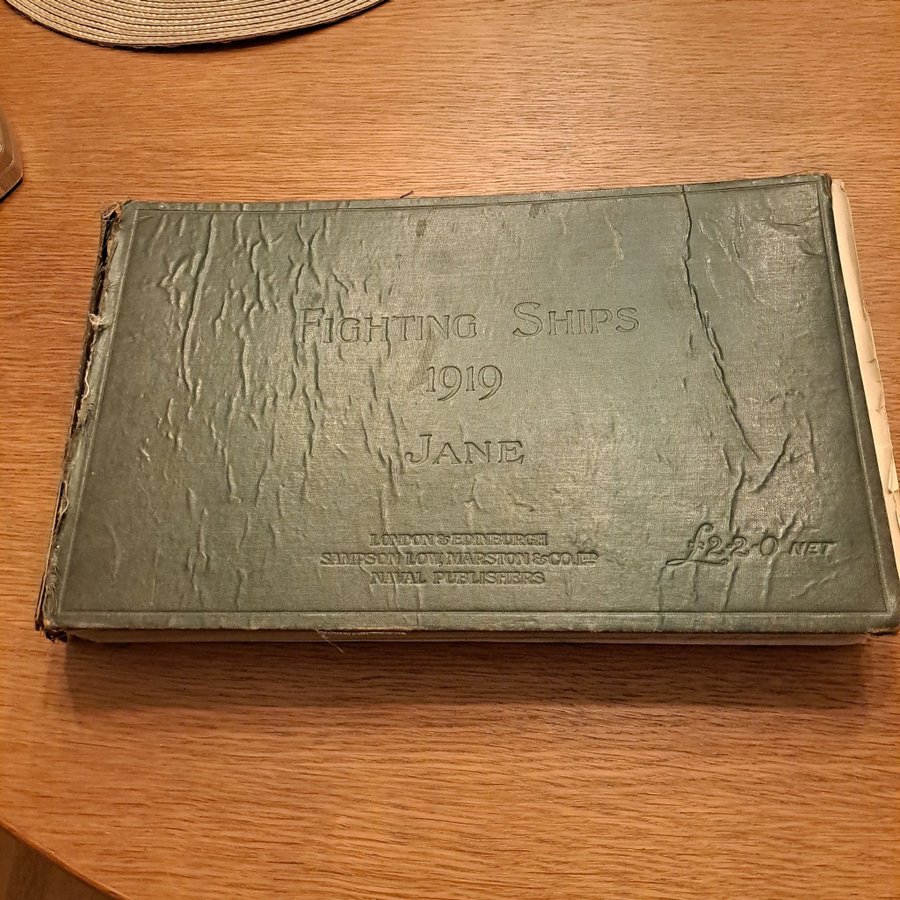 FIGHTING SHIPS
1919
JANE
LONDON & EDINBURGH
SAMPSON LOW, MARSTON & CO. LTD
NAVAL PUBLISHERS
£2·2·0 NET